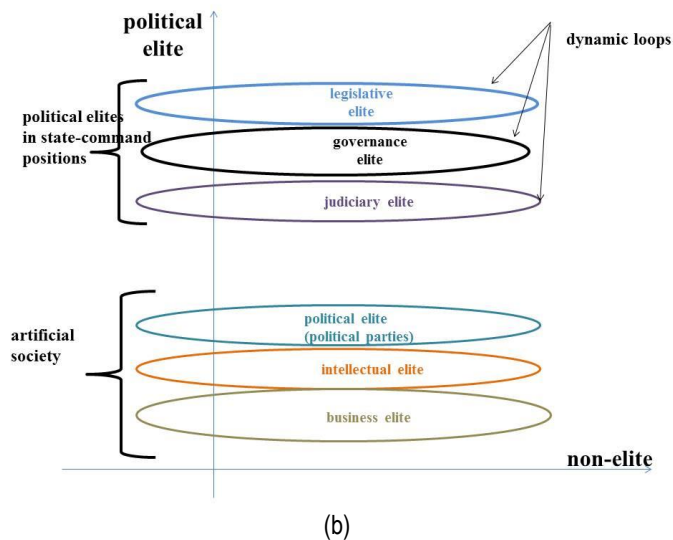 political
elite
dynamic loops
legislative
elite
political elites
in state-command
positions
governance
elite
judiciary elite
political elite
(political parties)
artificial
society
intellectual elite
business elite
non-elite
(b)